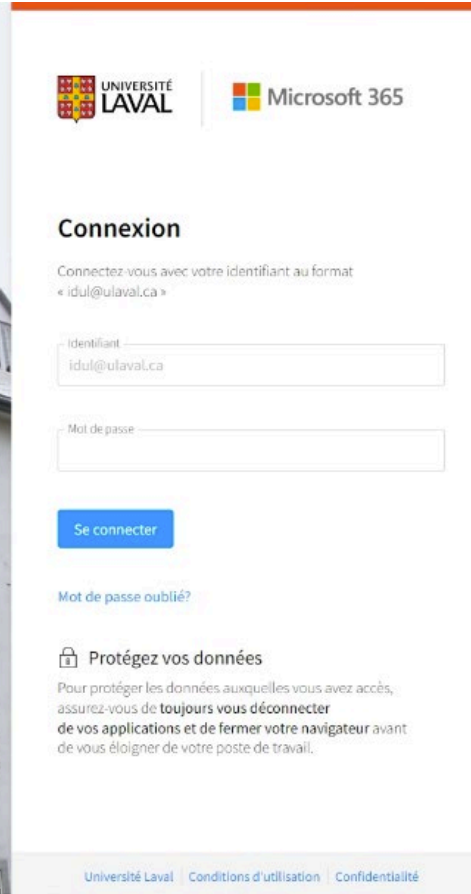 UNIVERSITÉ
LAVAL
Microsoft 365
Connexion
Connectez-vous avec votre identifiant au format
« idul@ulaval.ca »
Identifiant
idul@ulaval.ca
Mot de passe
Se connecter
Mot de passe oublié?
Protégez vos données
Pour protéger les données auxquelles vous avez accès,
assurez-vous de toujours vous déconnecter
de vos applications et de fermer votre navigateur avant
de vous éloigner de votre poste de travail.
Université Laval Conditions d'utilisation Confidentialité